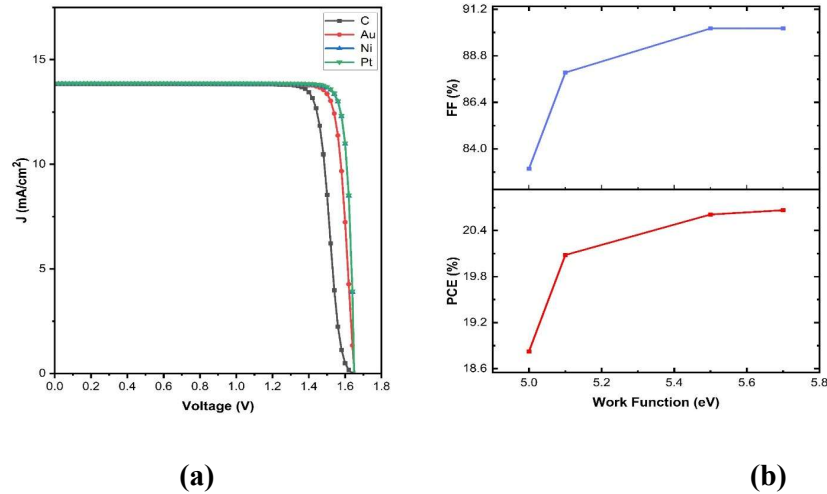 C
Au
Ni
Pt
15
10
5
0
J (mA/cm²)
0.0 0.2 0.4 0.6 0.8 1.0 1.2 1.4 1.6 1.8
Voltage (V)
(a)
91.2
88.8
86.4
84.0
FF (%)
20.4
19.8
19.2
18.6
PCE (%)
5.0 5.2 5.4 5.6 5.8
Work Function (eV)
(b)